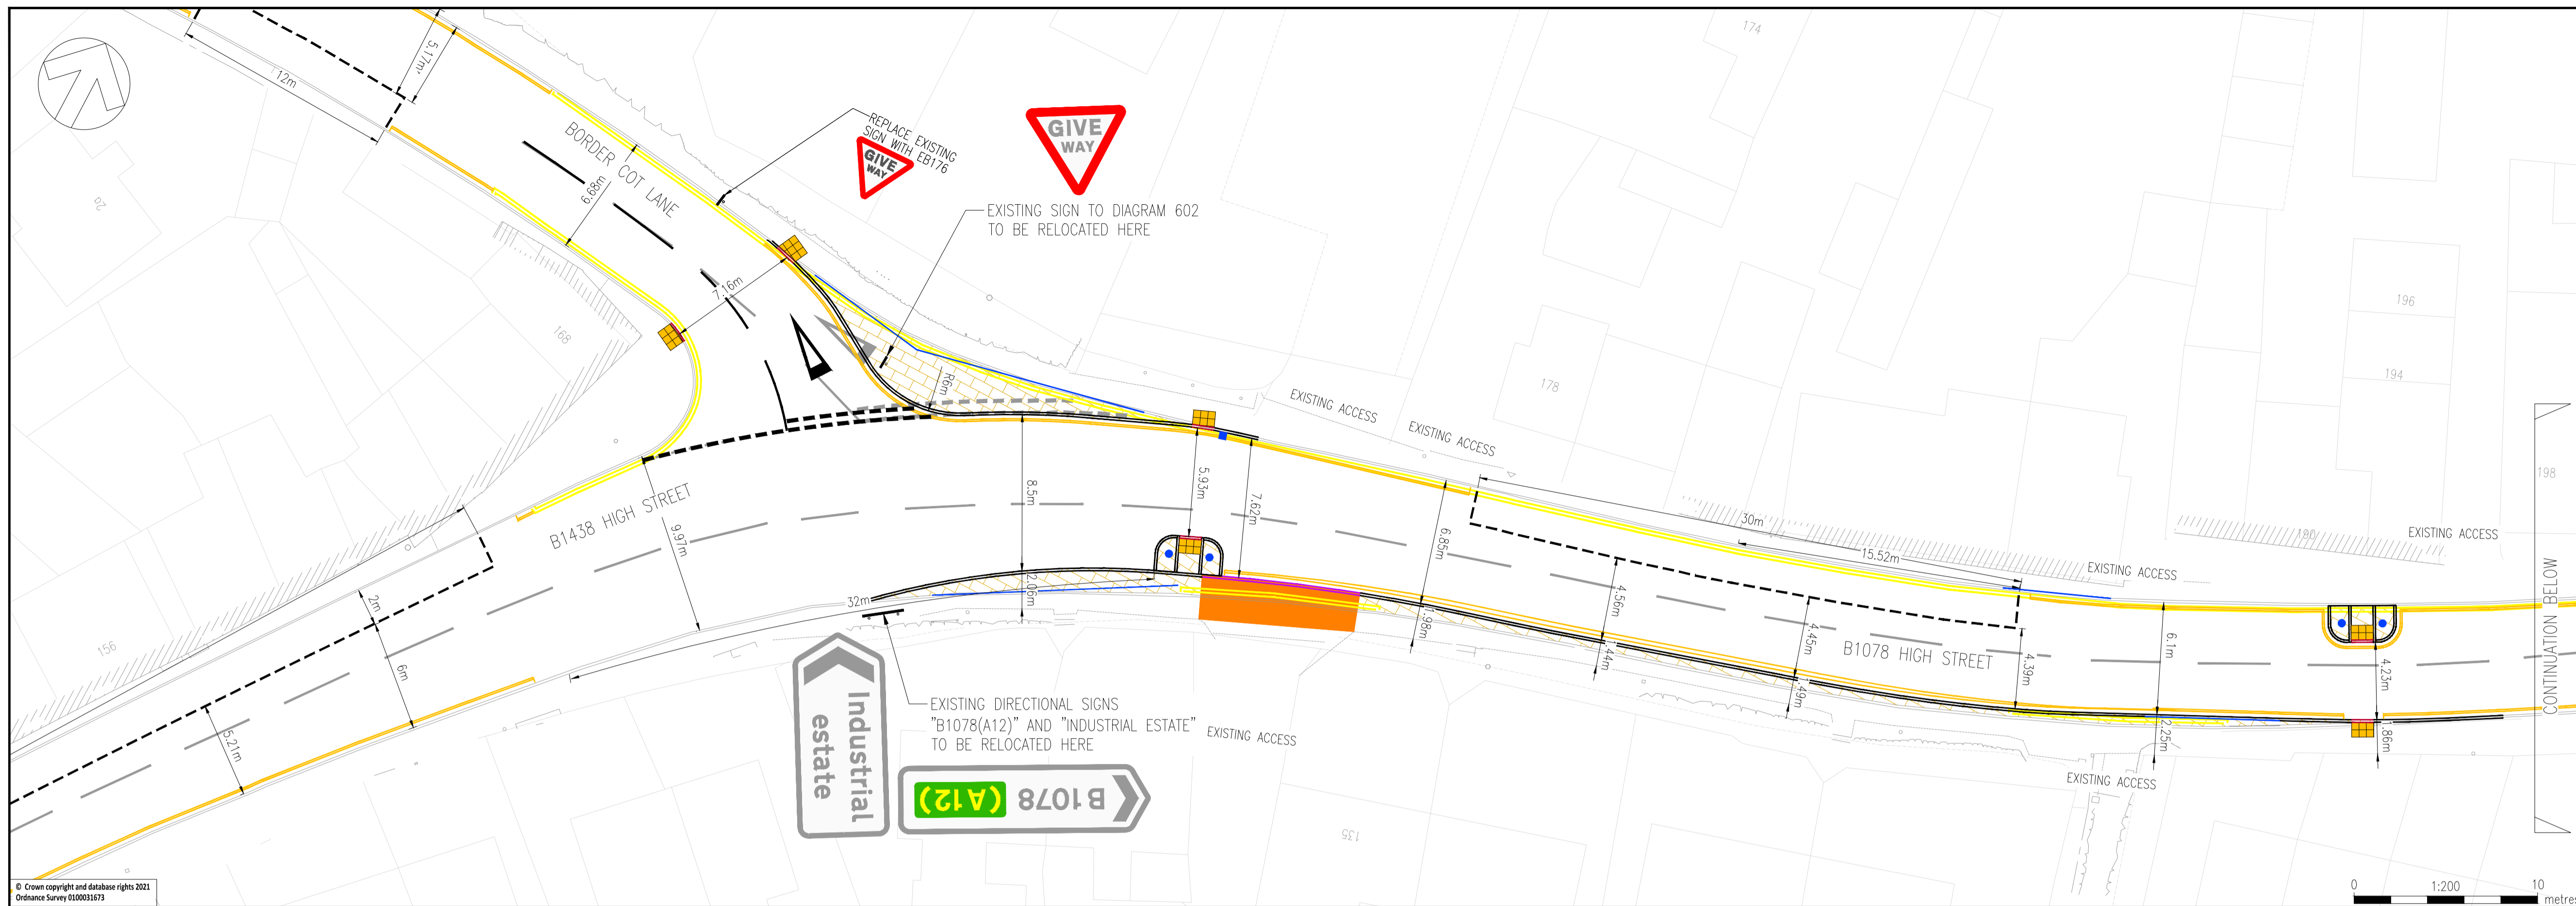 174
5.17m
12m
BORDER COT LANE
6.68m
2a
REPLACE EXISTING
SIGN WITH EB176
GIVE
WAY
GIVE
WAY
EXISTING SIGN TO DIAGRAM 602
TO BE RELOCATED HERE
7.16m
168
R6m
EXISTING ACCESS
EXISTING ACCESS
178
196
194
198
190
EXISTING ACCESS
EXISTING ACCESS
B1438 HIGH STREET
9.97m
8.5m
5.93m
7.62m
6.85m
30m
15.52m
4.56m
4.45m
4.39m
6.1m
4.23m
B1078 HIGH STREET
2m
6m
5.21m
156
32m
2.06m
1.98m
.44m
.49m
2.25m
1.86m
EXISTING DIRECTIONAL SIGNS
"B1078(A12)" AND "INDUSTRIAL ESTATE"
TO BE RELOCATED HERE
EXISTING ACCESS
EXISTING ACCESS
Industrial
estate
B1078 (A12)
135
CONTINUATION BELOW
© Crown copyright and database rights 2021
Ordnance Survey 0100031673
0 1:200 10
metres